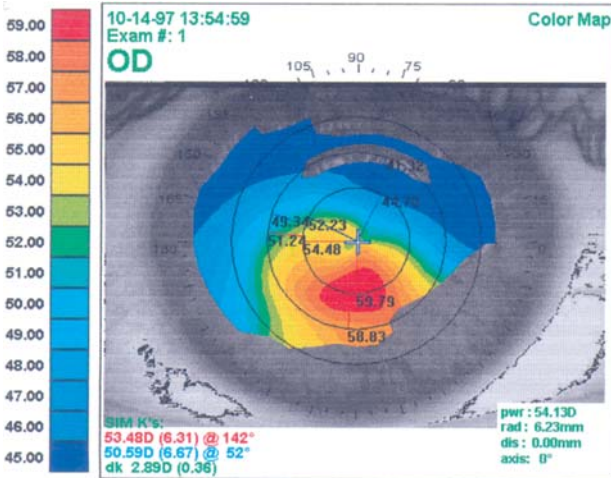 59.00
58.00
57.00
56.00
55.00
54.00
53.00
52.00
51.00
50.00
49.00
48.00
47.00
46.00
45.00
10-14-97 13:54:59
Color Map
Exam #: 1
OD
105
90
75
41.32
44.70
49.34
52.23
51.24
54.48
59.79
58.83
SIM K's:
53.48D (6.31) @ 142°
50.59D (6.67) @ 52°
dk 2.89D (0.36)
pwr : 54.13D
rad : 6.23mm
dis : 0.00mm
axis: 0°